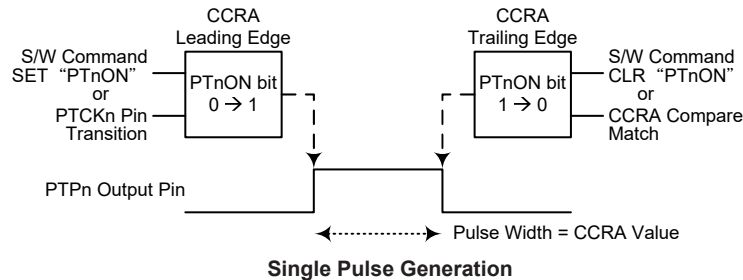 CCRA
Leading Edge
S/W Command
SET “PTnON”
or
PTCKn Pin
Transition
PTnON bit
0 → 1
CCRA
Trailing Edge
PTnON bit
1 → 0
S/W Command
CLR “PTnON”
or
CCRA Compare
Match
PTPn Output Pin
Pulse Width = CCRA Value
Single Pulse Generation